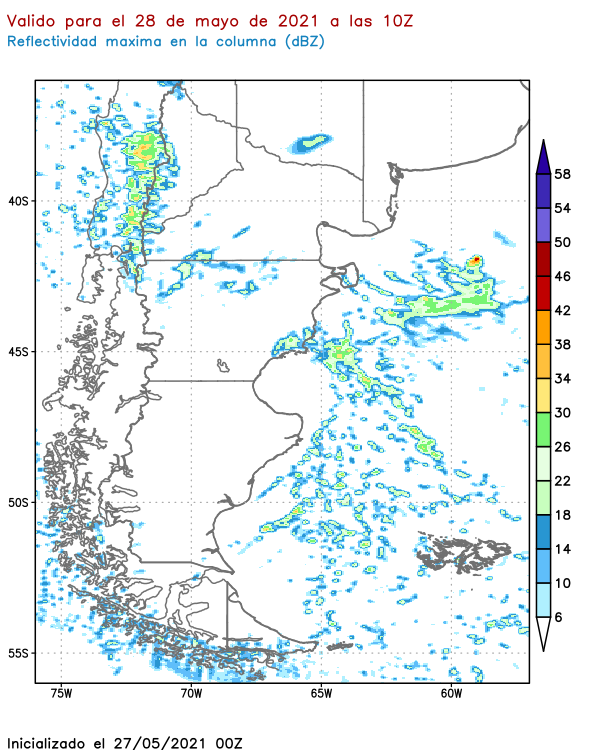 Valido para el 28 de mayo de 2021 a las 10Z
Reflectividad maxima en la columna (dBZ)
58
54
50
46
42
38
34
30
26
22
18
14
10
6
40S
45S
50S
55S
75W
70W
65W
60W
Inicializado el 27/05/2021 00Z